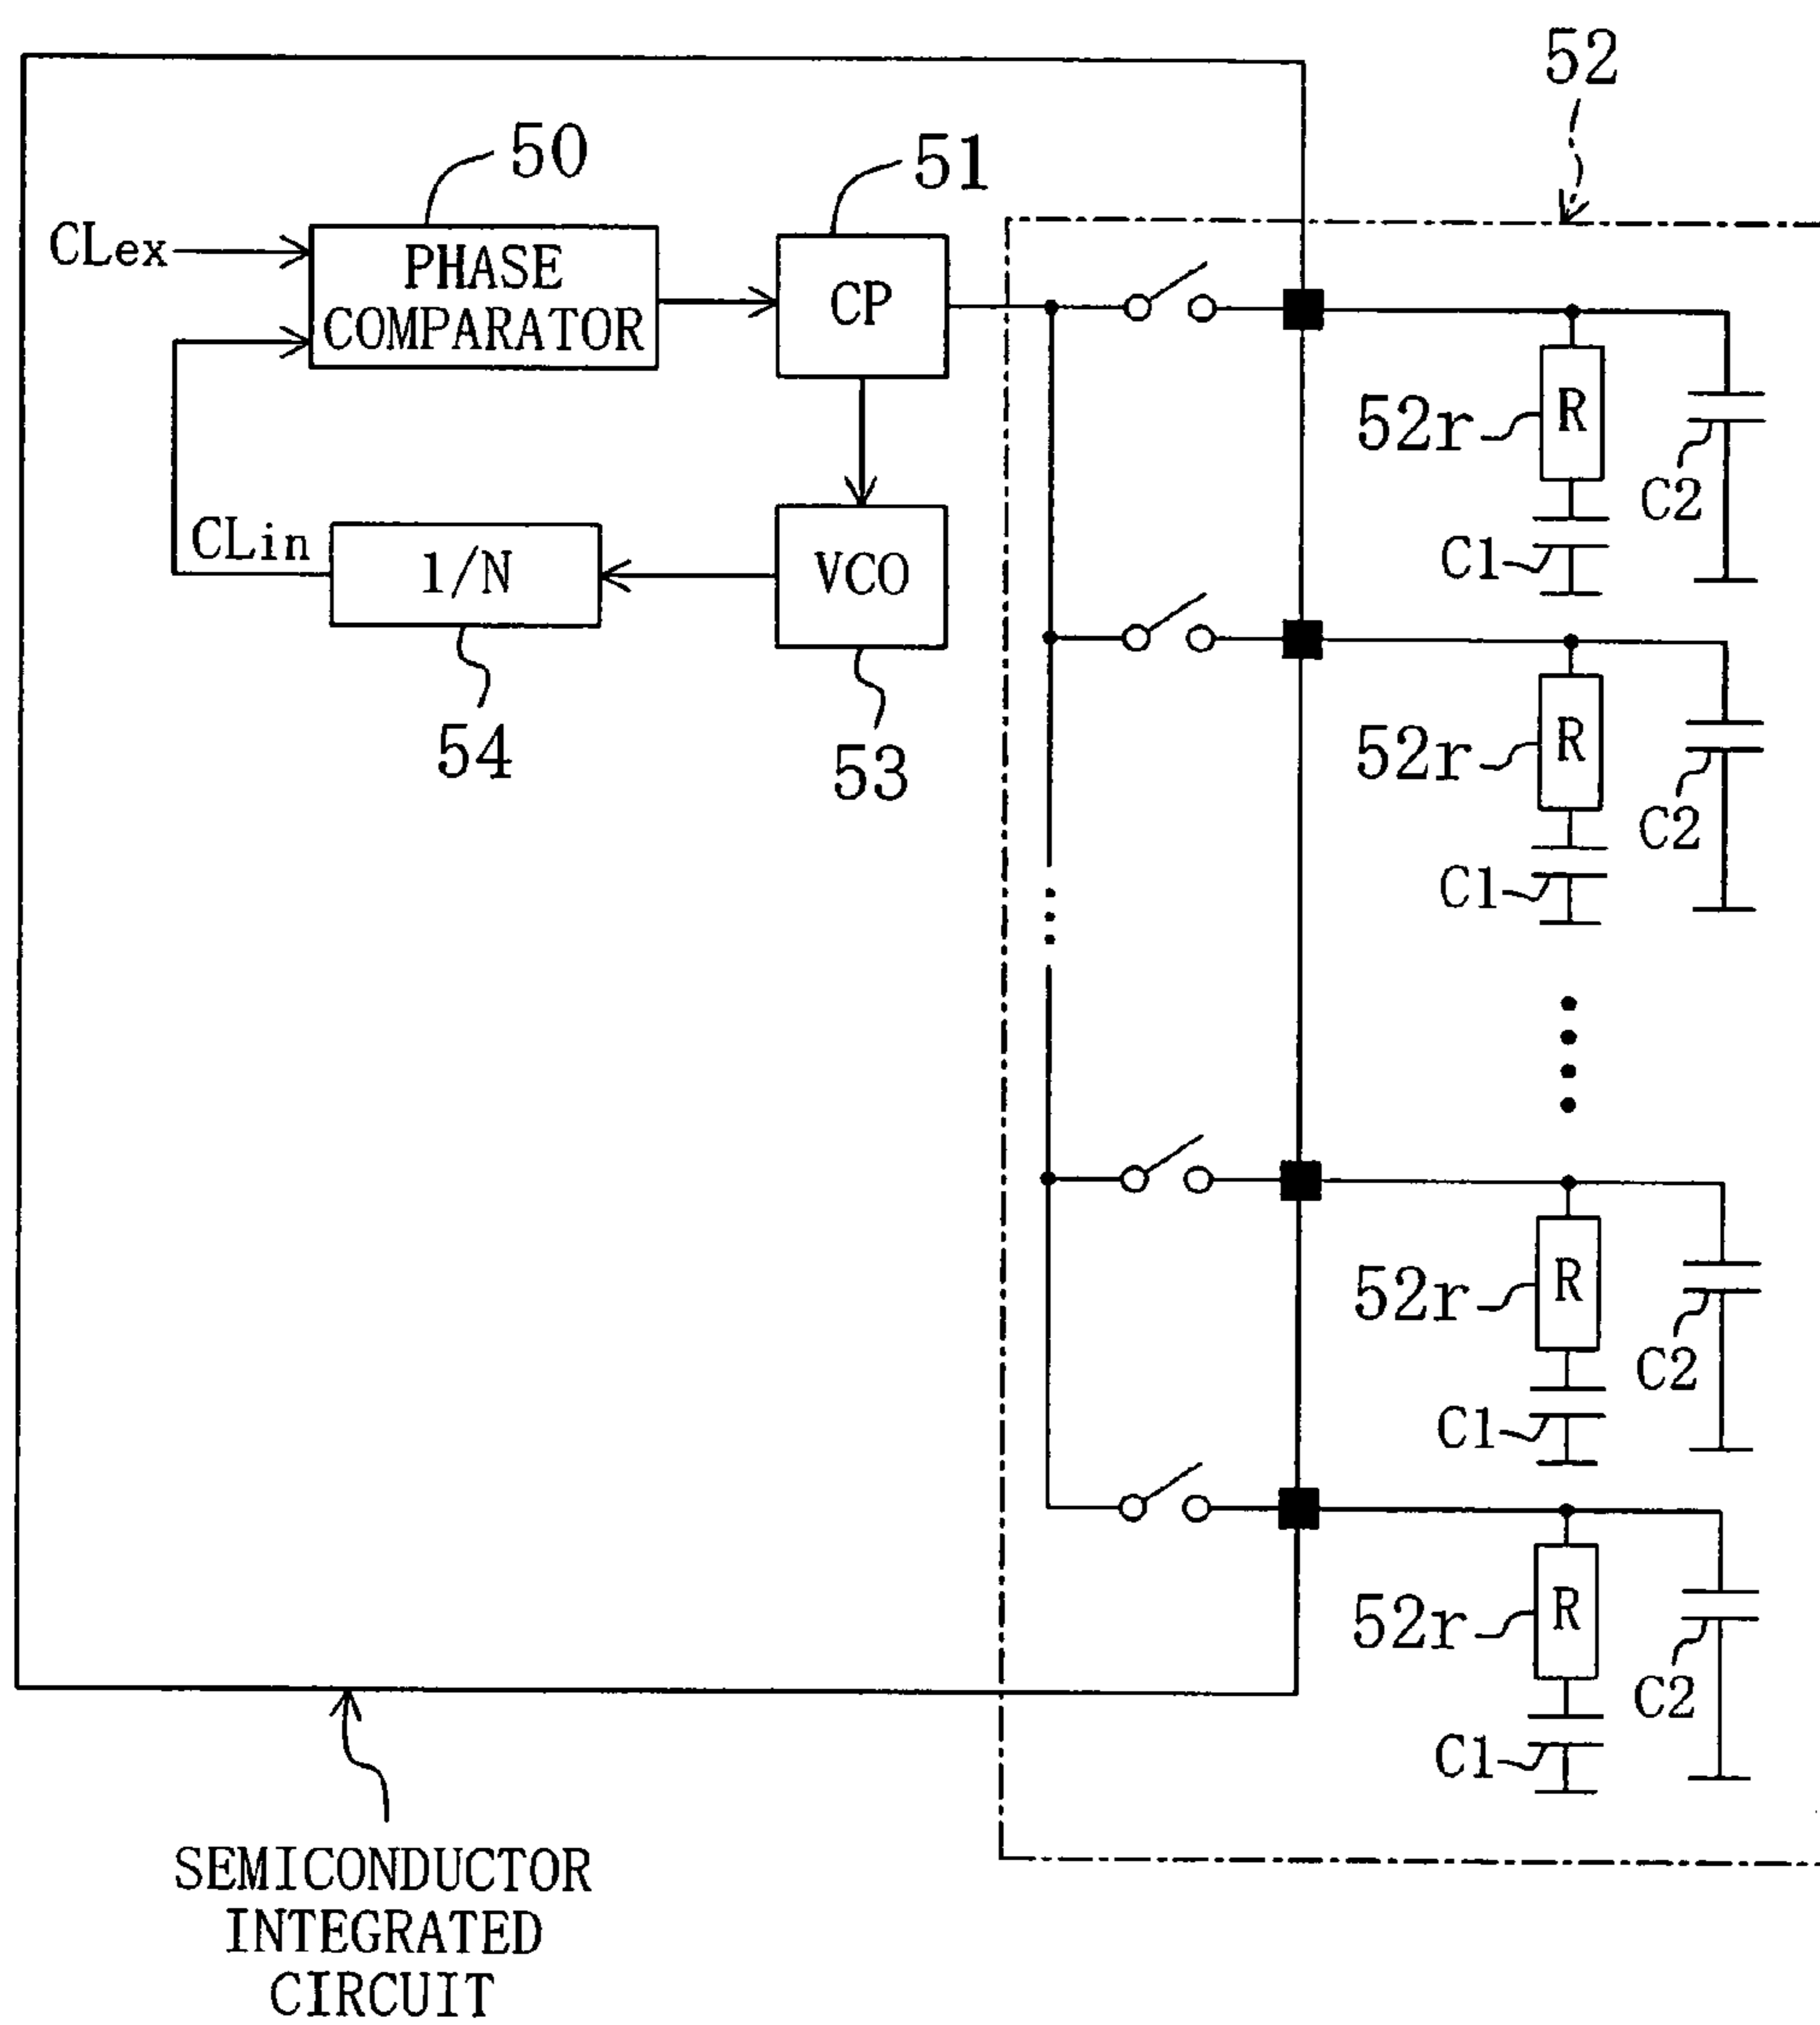 52
50
51
CLex
PHASE
COMPARATOR
CP
52r
R
C2
C1
CLin
1/N
VCO
54
53
52r
R
C2
C1
52r
R
C2
C1
52r
R
C2
C1
SEMICONDUCTOR
INTEGRATED
CIRCUIT